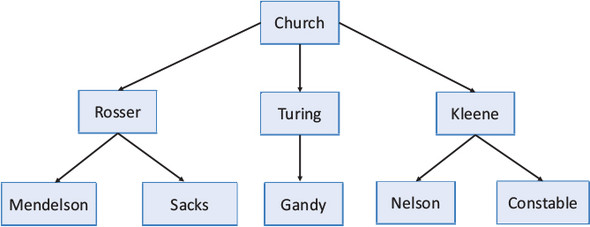 Church
Rosser
Turing
Kleene
Mendelson
Sacks
Gandy
Nelson
Constable